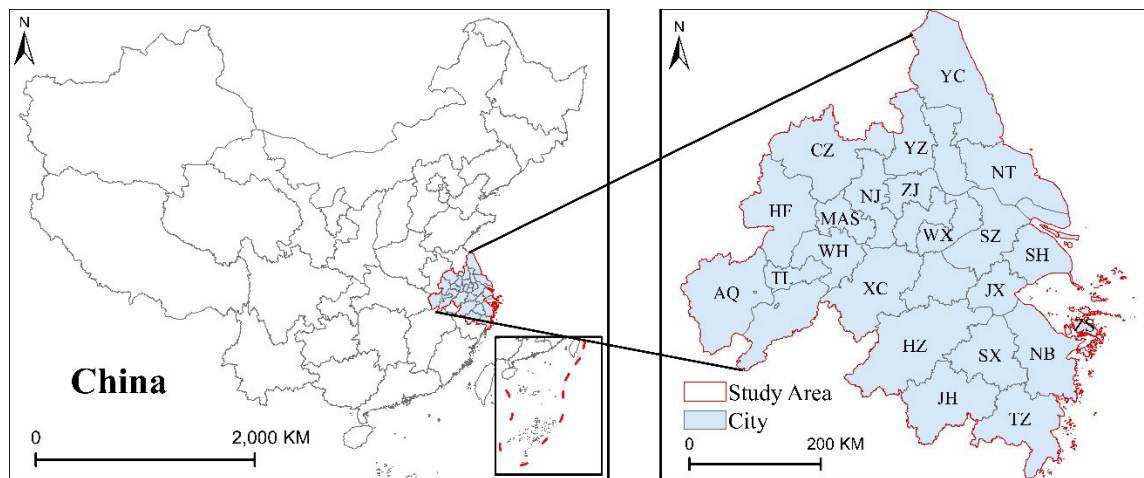 N
China
0
2,000 KM
N
YC
CZ
YZ
NT
NJ
ZJ
HF
MAS
WX
SZ
WH
SH
TI
XC
JX
AQ
ZS
HZ
SX
NB
JH
TZ
Study Area
City
0
200 KM